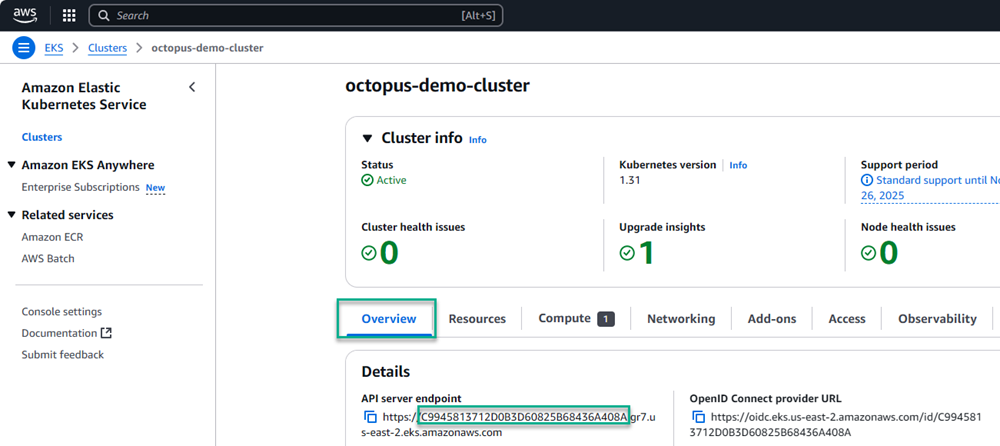 aws
Search
[Alt+S]
EKS
Clusters
octopus-demo-cluster
Amazon Elastic
Kubernetes Service
Clusters
Amazon EKS Anywhere
Enterprise Subscriptions New
Related services
Amazon ECR
AWS Batch
Console settings
Documentation
Submit feedback
octopus-demo-cluster
Cluster info Info
Status
Active
Kubernetes version Info
1.31
Support period
Standard support until No
26, 2025
Cluster health issues
0
Upgrade insights
1
Node health issues
0
Overview Resources Compute 1 Networking Add-ons Access Observability
Details
API server endpoint
https://C9945813712D0B3D60825B68436A408A.gr7.u
s-east-2.eks.amazonaws.com
OpenID Connect provider URL
https://oidc.eks.us-east-2.amazonaws.com/id/C994581
3712D0B3D60825B68436A408A